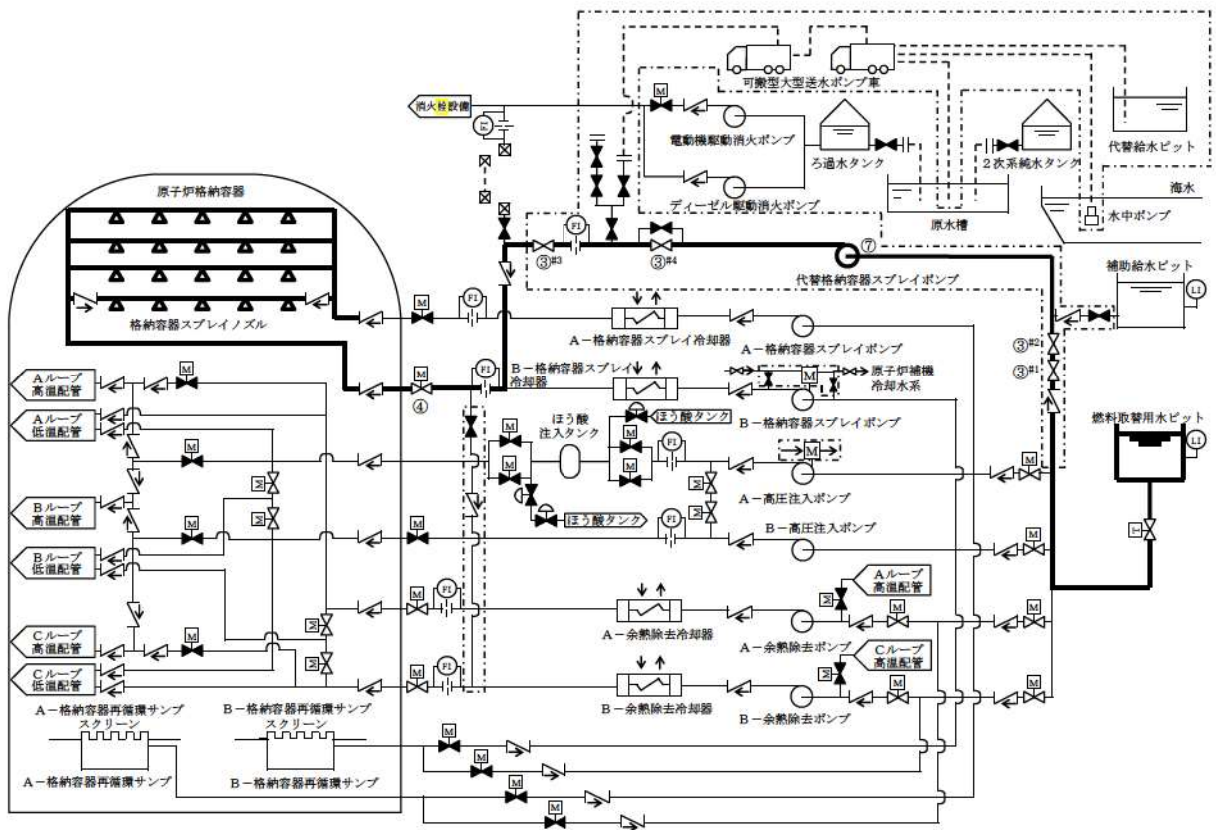 可搬型大型送水ポンプ車
消火栓設備
M
FI
電動機駆動消火ポンプ
ろ過水タンク
2次系純水タンク
代替給水ピット
ディーゼル駆動消火ポンプ
原水槽
海水
水中ポンプ
原子炉格納容器
格納容器スプレイノズル
FI
③#3
③#4
⑦
代替格納容器スプレイポンプ
補助給水ピット
LI
M
FI
A-格納容器スプレイ冷却器
A-格納容器スプレイポンプ
③#2
③#1
M
④
FI
B-格納容器スプレイ
冷却器
M
原子炉補機
冷却水系
B-格納容器スプレイポンプ
燃料取替用水ピット
LI
Aループ
高温配管
M
Aループ
低温配管
ほう酸
注入タンク
ほう酸タンク
M
M
M
M
M
FI
M
M
A-高圧注入ポンプ
M
M
M
ほう酸タンク
Bループ
高温配管
M
M
M
FI
B-高圧注入ポンプ
M
T
Bループ
低温配管
M
FI
A-余熱除去冷却器
A-余熱除去ポンプ
Aループ
高温配管
M
M
M
Cループ
高温配管
M
M
M
Cループ
低温配管
M
FI
B-余熱除去冷却器
B-余熱除去ポンプ
Cループ
高温配管
M
M
M
A-格納容器再循環サンプ
スクリーン
B-格納容器再循環サンプ
スクリーン
A-格納容器再循環サンプ
B-格納容器再循環サンプ
M
M
M
M